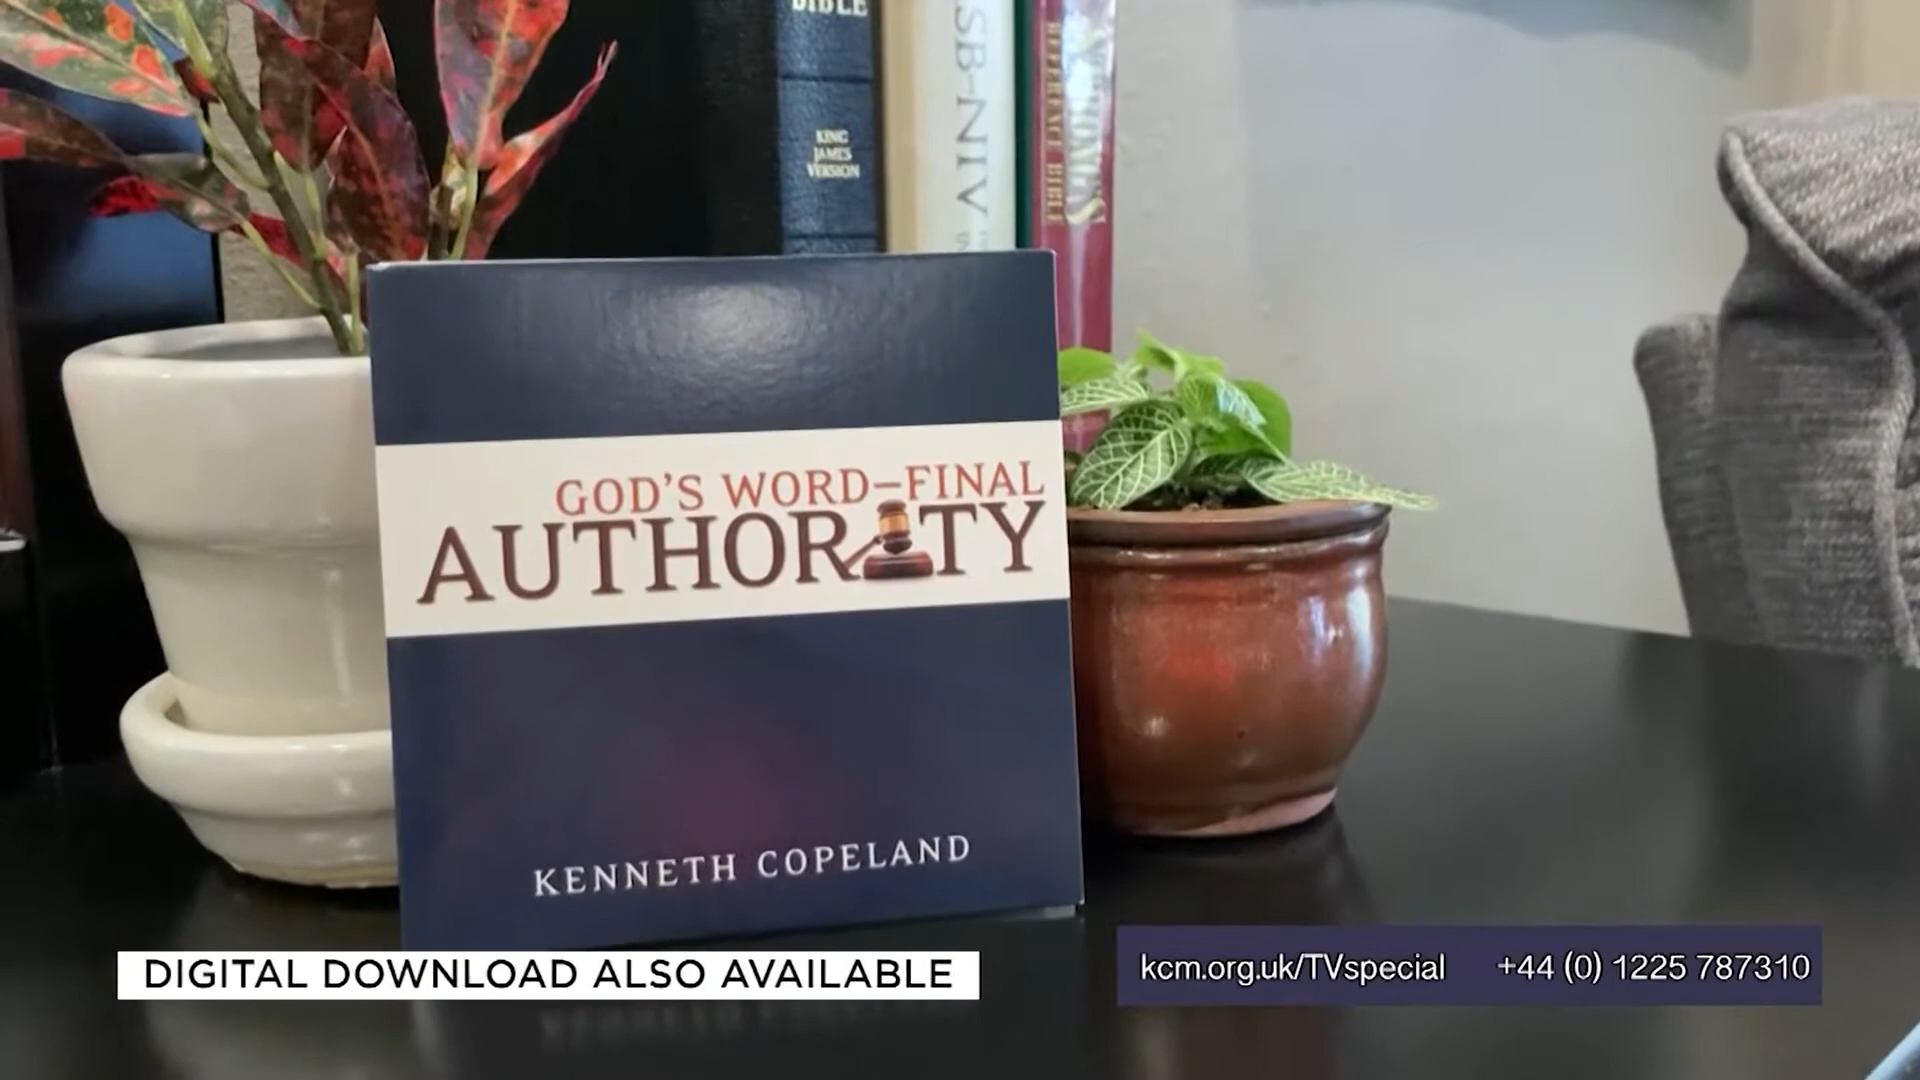 BIBLE
KING
JAMES
VERSION
SB-NIV
REFERENCE BIBLE
GOD'S WORD–FINAL
AUTHORITY
KENNETH COPELAND
DIGITAL DOWNLOAD ALSO AVAILABLE
kcm.org.uk/TVspecial +44 (0) 1225 787310